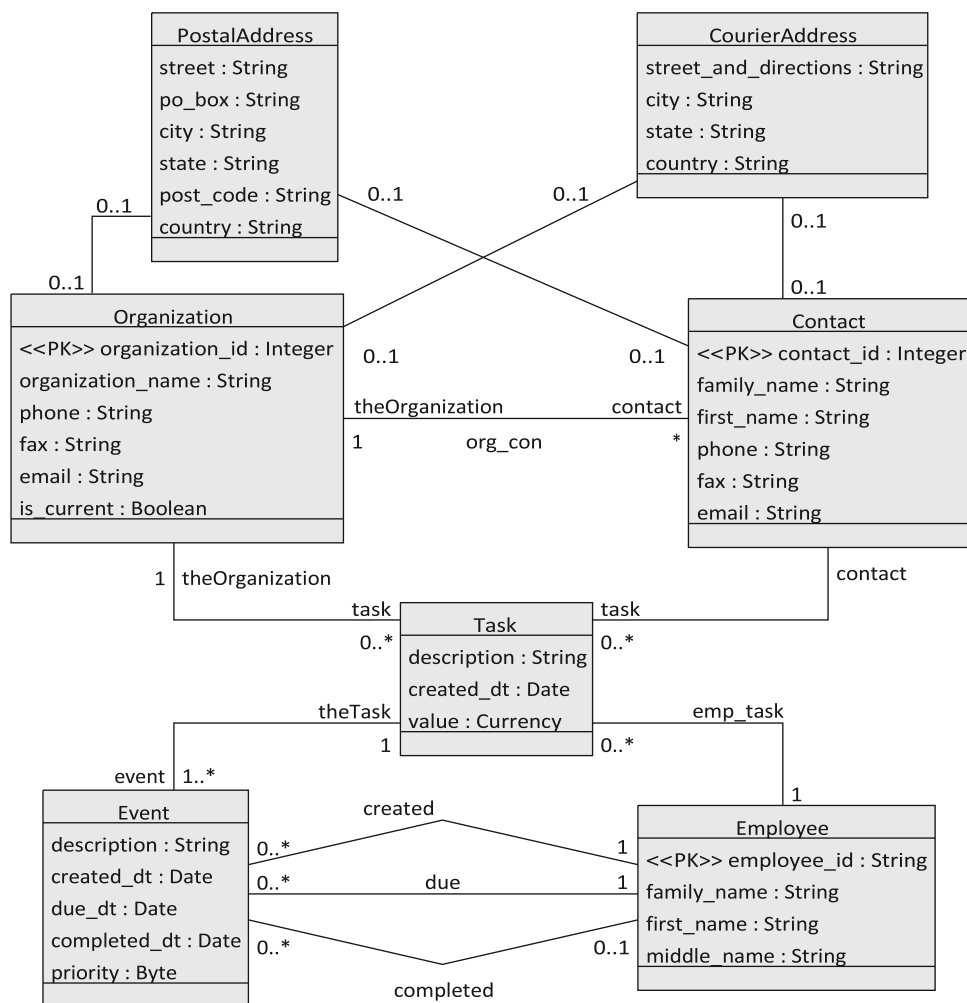 PostalAddress
street : String
po_box : String
city : String
state : String
post_code : String
country : String
CourierAddress
street_and_directions : String
city : String
state : String
country : String
0..1
0..1
0..1
0..1
0..1
0..1
0..1
0..1
Organization
<<PK>> organization_id : Integer
organization_name : String
phone : String
fax : String
email : String
is_current : Boolean
theOrganization
1
org_con
contact
*
Contact
<<PK>> contact_id : Integer
family_name : String
first_name : String
phone : String
fax : String
email : String
1
theOrganization
contact
task
0..*
task
0..*
Task
description : String
created_dt : Date
value : Currency
theTask
1
emp_task
0..*
event
1..*
1
Event
description : String
created_dt : Date
due_dt : Date
completed_dt : Date
priority : Byte
created
0..*
1
0..*
due
1
0..*
0..1
completed
Employee
<<PK>> employee_id : String
family_name : String
first_name : String
middle_name : String